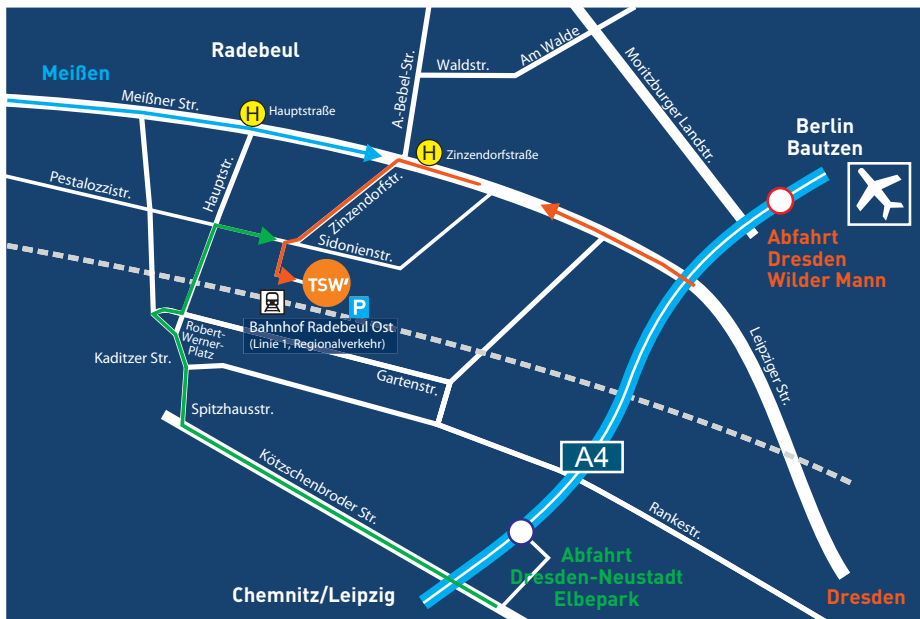 Radebeul
Meißen
Meißner Str.
H
Hauptstraße
A.-Bebel-Str.
Waldstr.
Am Walde
Moritzburger Landstr.
Berlin
Bautzen
H
Zinzendorfstraße
Pestalozzistr.
Hauptstr.
Zinzendorfstr.
Sidonienstr.
Abfahrt
Dresden
Wilder Mann
TSW'
P
Bahnhof Radebeul Ost
(Linie 1, Regionalverkehr)
Robert-
Werner-
Platz
Kaditzer Str.
Gartenstr.
Leipziger Str.
Spitzhausstr.
A4
Kötzschenbroder Str.
Rankestr.
Abfahrt
Dresden-Neustadt
Elbepark
Chemnitz/Leipzig
Dresden